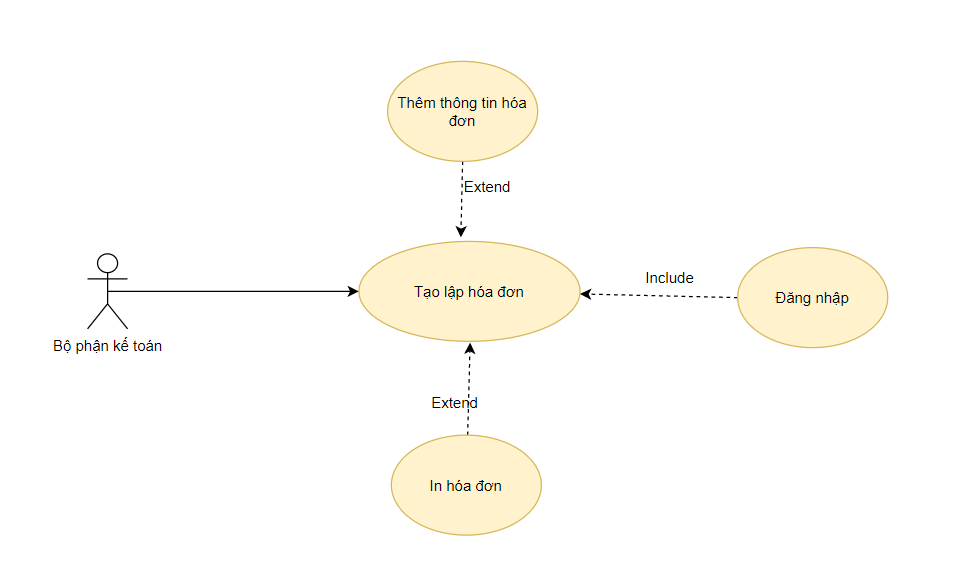 Thêm thông tin hóa
đơn
Extend
Include
Tạo lập hóa đơn
Đăng nhập
Bộ phận kế toán
Extend
In hóa đơn